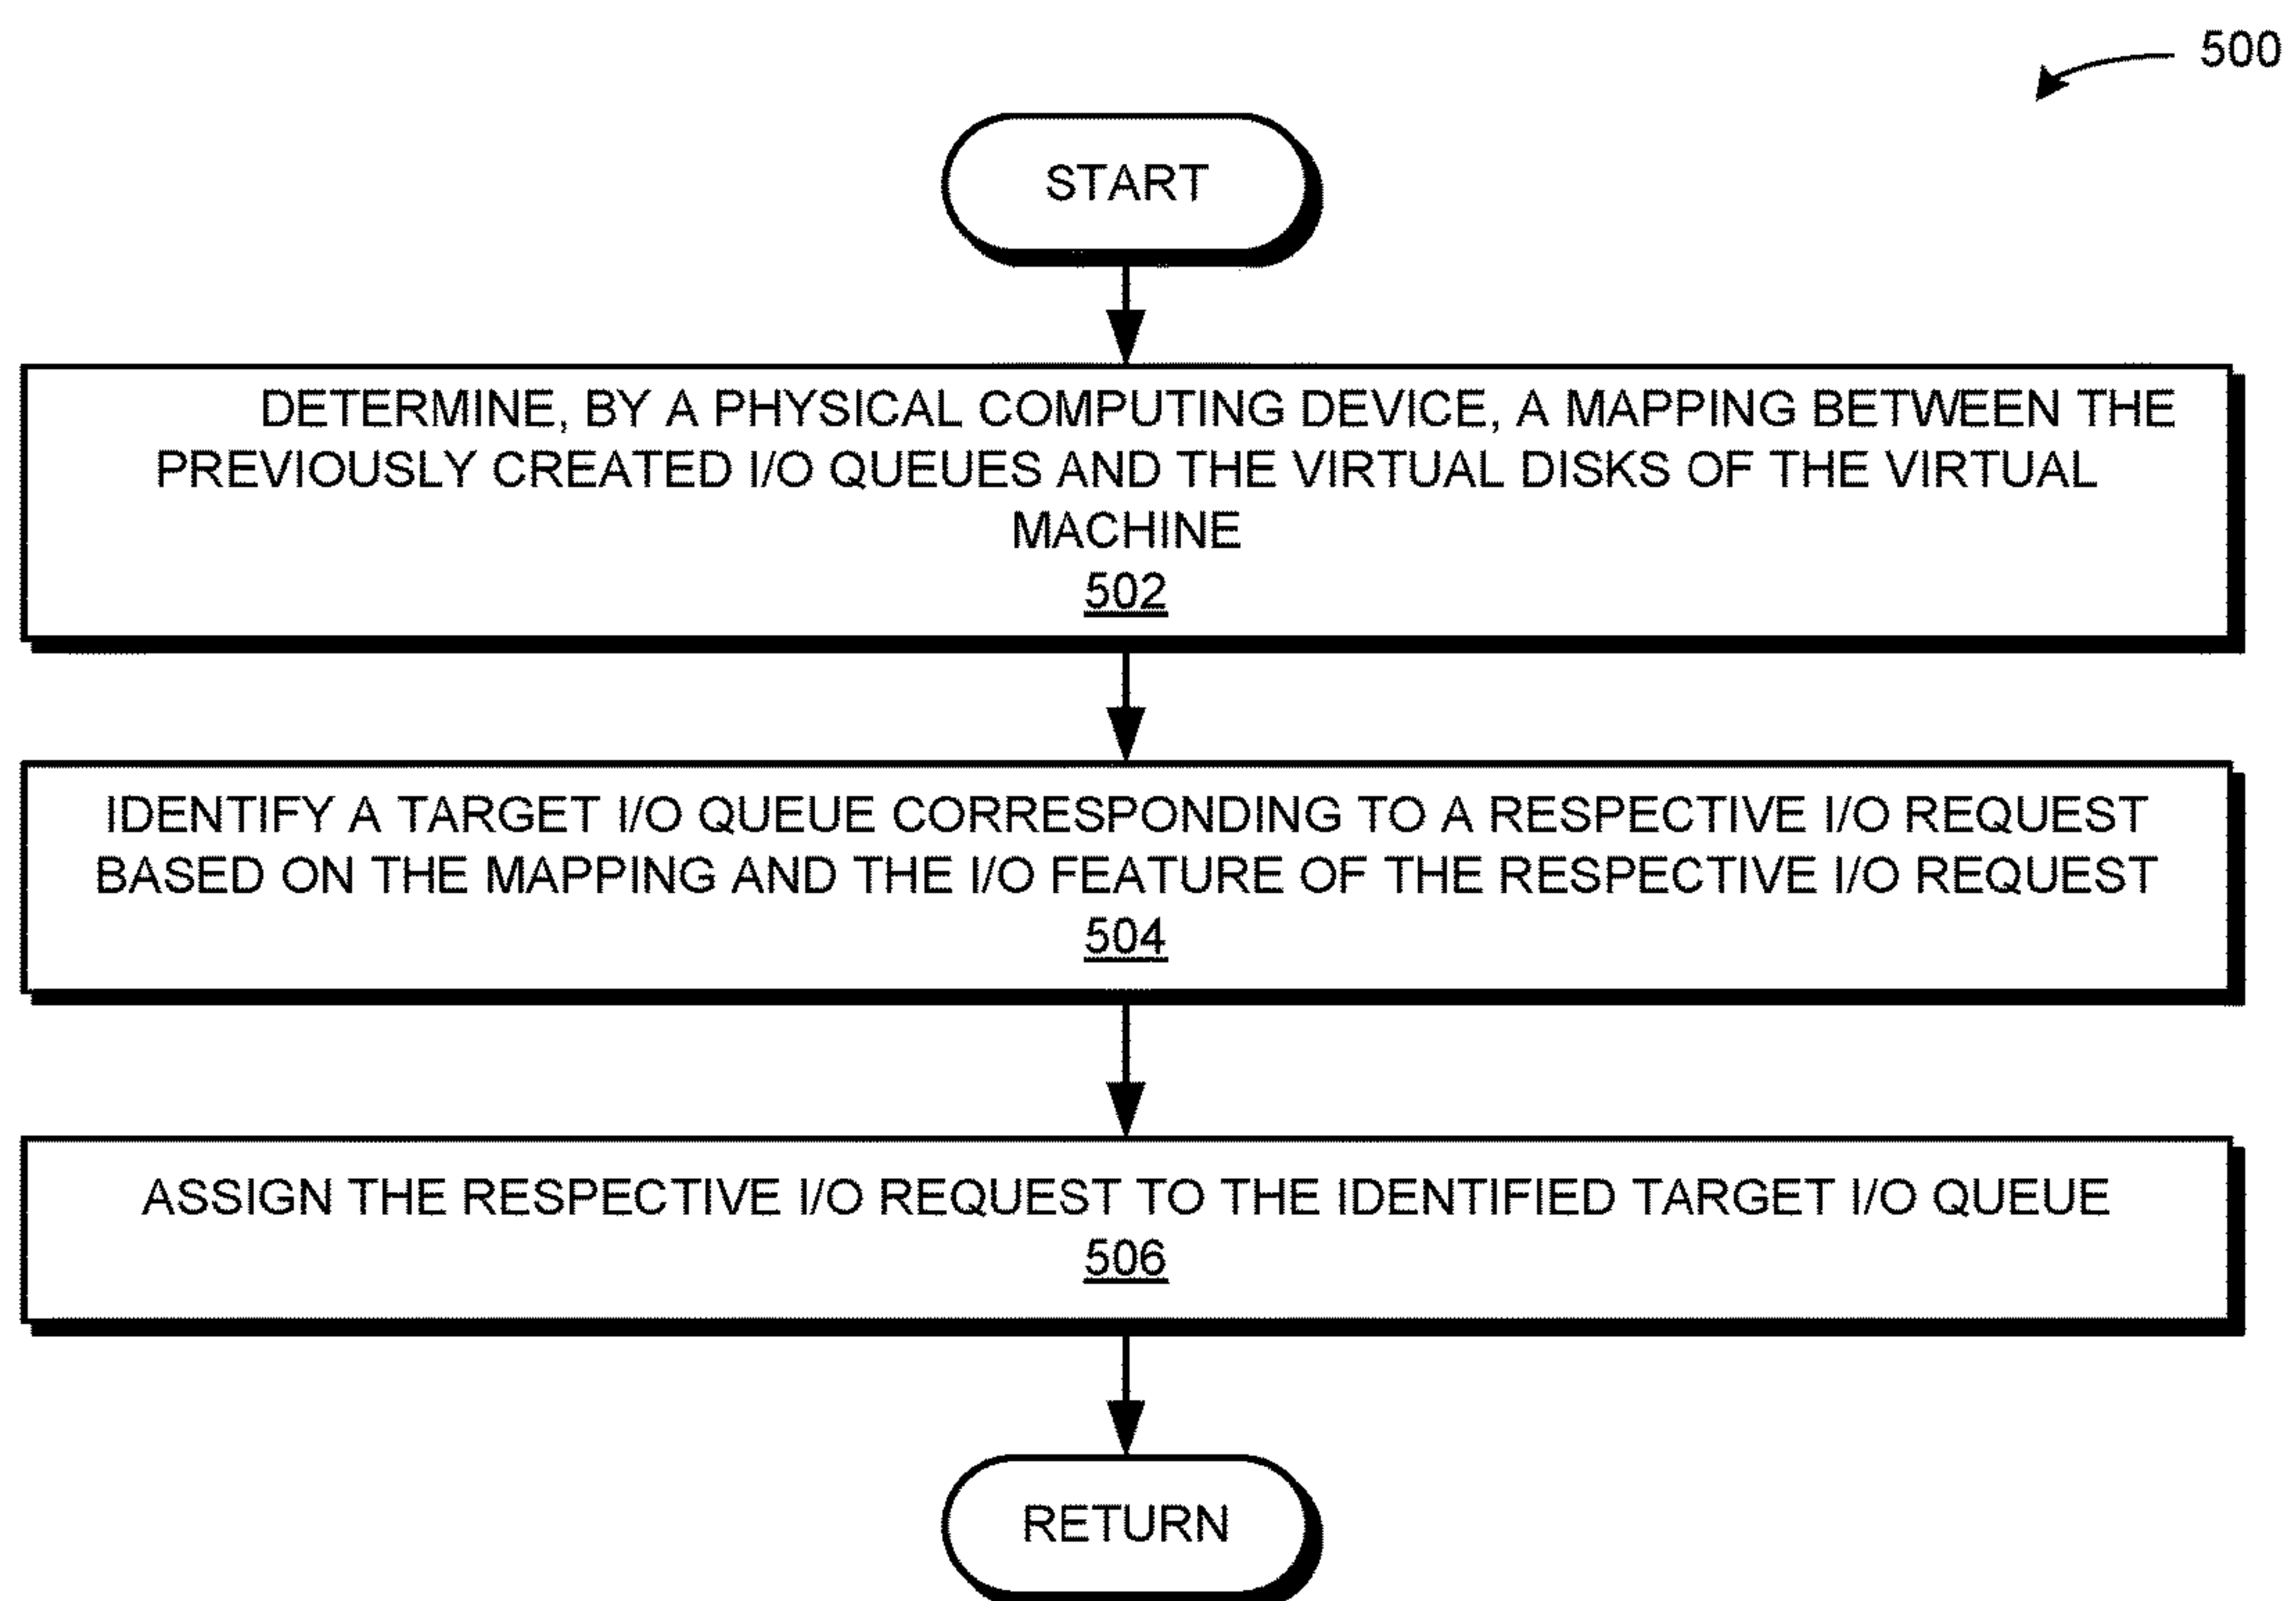 500
START
DETERMINE, BY A PHYSICAL COMPUTING DEVICE, A MAPPING BETWEEN THE
PREVIOUSLY CREATED I/O QUEUES AND THE VIRTUAL DISKS OF THE VIRTUAL
MACHINE
502
IDENTIFY A TARGET I/O QUEUE CORRESPONDING TO A RESPECTIVE I/O REQUEST
BASED ON THE MAPPING AND THE I/O FEATURE OF THE RESPECTIVE I/O REQUEST
504
ASSIGN THE RESPECTIVE I/O REQUEST TO THE IDENTIFIED TARGET I/O QUEUE
506
RETURN